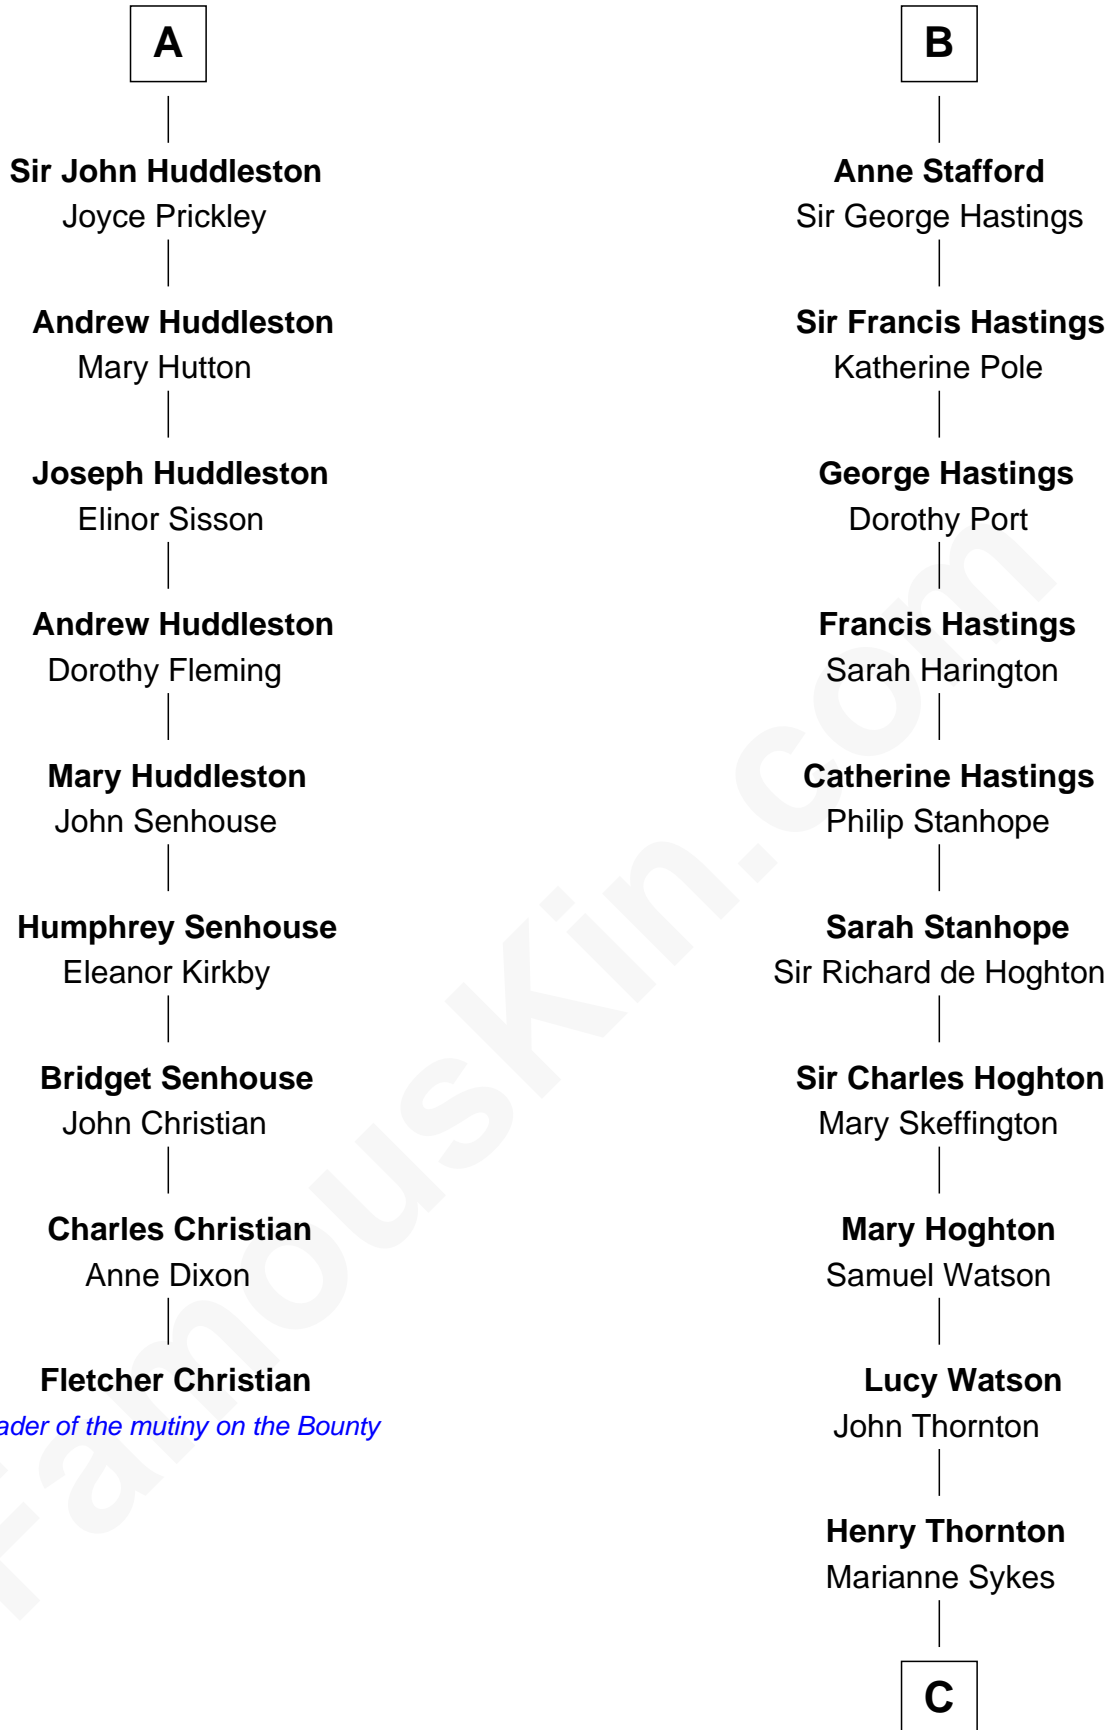 A
Sir John Huddleston
Joyce Prickley
Andrew Huddleston
Mary Hutton
Joseph Huddleston
Elinor Sisson
Andrew Huddleston
Dorothy Fleming
Mary Huddleston
John Senhouse
Humphrey Senhouse
Eleanor Kirkby
Bridget Senhouse
John Christian
Charles Christian
Anne Dixon
Fletcher Christian
ader of the mutiny on the Bounty
B
Anne Stafford
Sir George Hastings
Sir Francis Hastings
Katherine Pole
George Hastings
Dorothy Port
Francis Hastings
Sarah Harington
Catherine Hastings
Philip Stanhope
Sarah Stanhope
Sir Richard de Hoghton
Sir Charles Hoghton
Mary Skeffington
Mary Hoghton
Samuel Watson
Lucy Watson
John Thornton
Henry Thornton
Marianne Sykes
C
FamousKin.com